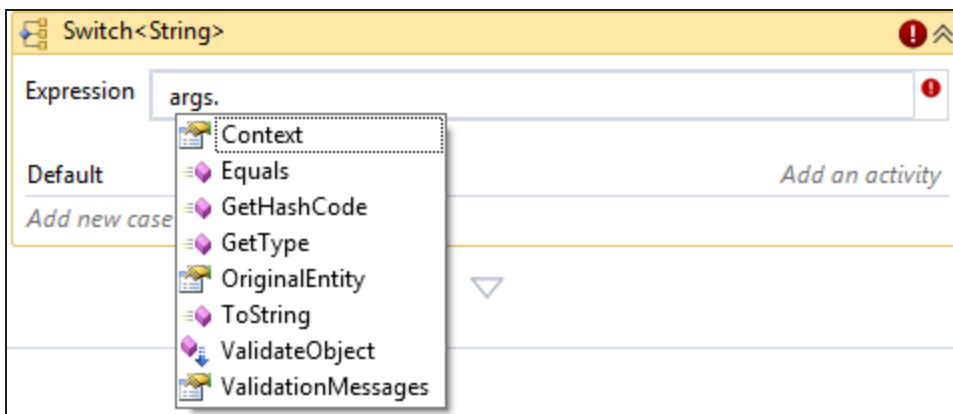 Switch<String>
Expression args.
Context
Equals
Default Add an activity
GetHashCode
Add new case
GetType
OriginalEntity
ToString
ValidateObject
ValidationMessages